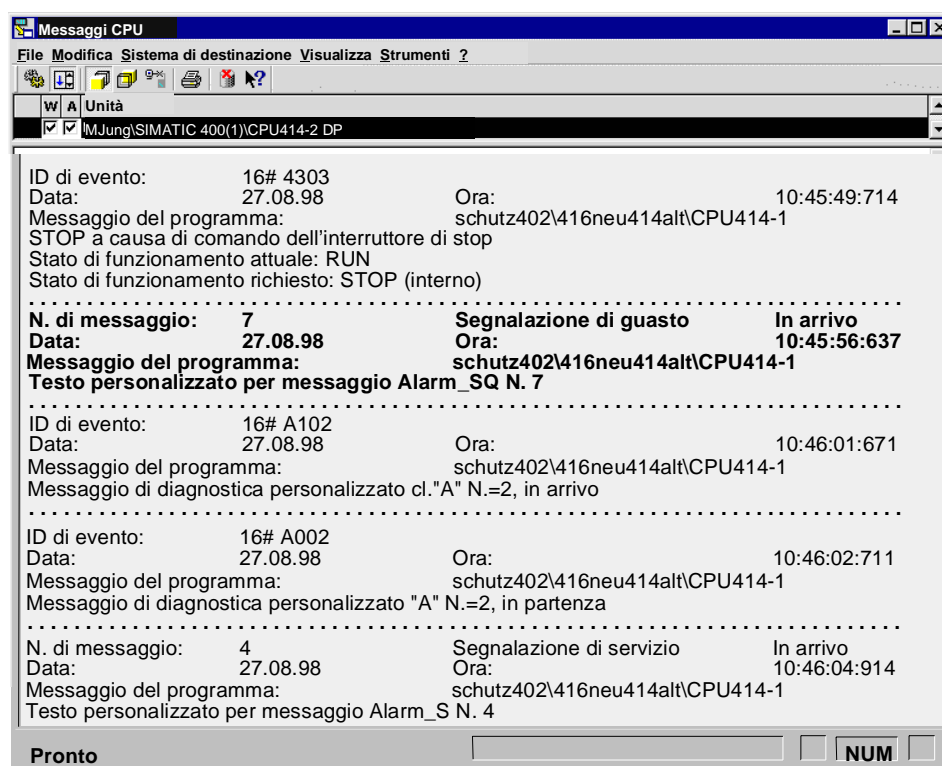 Messaggi CPU
File Modifica Sistema di destinazione Visualizza Strumenti ?
W A Unità
MJung\SIMATIC 400(1)\CPU414-2 DP
ID di evento: 16# 4303
Data: 27.08.98 Ora: 10:45:49:714
Messaggio del programma: schutz402\416neu414alt\CPU414-1
STOP a causa di comando dell'interruttore di stop
Stato di funzionamento attuale: RUN
Stato di funzionamento richiesto: STOP (interno)
N. di messaggio: 7 Segnalazione di guasto In arrivo
Data: 27.08.98 Ora: 10:45:56:637
Messaggio del programma: schutz402\416neu414alt\CPU414-1
Testo personalizzato per messaggio Alarm_SQ N. 7
ID di evento: 16# A102
Data: 27.08.98 Ora: 10:46:01:671
Messaggio del programma: schutz402\416neu414alt\CPU414-1
Messaggio di diagnostica personalizzato cl."A" N.=2, in arrivo
ID di evento: 16# A002
Data: 27.08.98 Ora: 10:46:02:711
Messaggio del programma: schutz402\416neu414alt\CPU414-1
Messaggio di diagnostica personalizzato "A" N.=2, in partenza
N. di messaggio: 4 Segnalazione di servizio In arrivo
Data: 27.08.98 Ora: 10:46:04:914
Messaggio del programma: schutz402\416neu414alt\CPU414-1
Testo personalizzato per messaggio Alarm_S N. 4
Pronto NUM